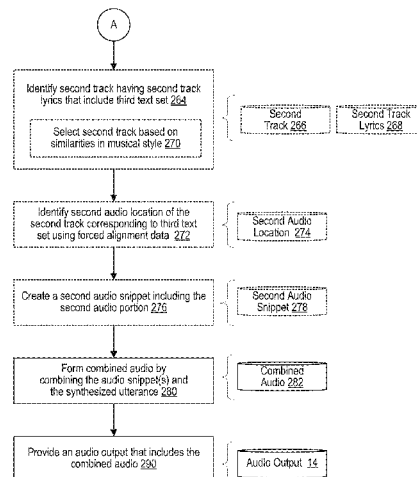 A
Identify second track having second track
lyrics that include third text set 264
Select second track based on
similarities in musical style 270
Second
Track 266
Second Track
Lyrics 268
Identify second audio location of the
second track corresponding to third text
set using forced alignment data 272
Second Audio
Location 274
Create a second audio snippet including the
second audio portion 276
Second Audio
Snippet 278
Form combined audio by
combining the audio snippet(s) and
the synthesized utterance 280
Combined
Audio 282
Provide an audio output that includes the
combined audio 290
Audio Output 14